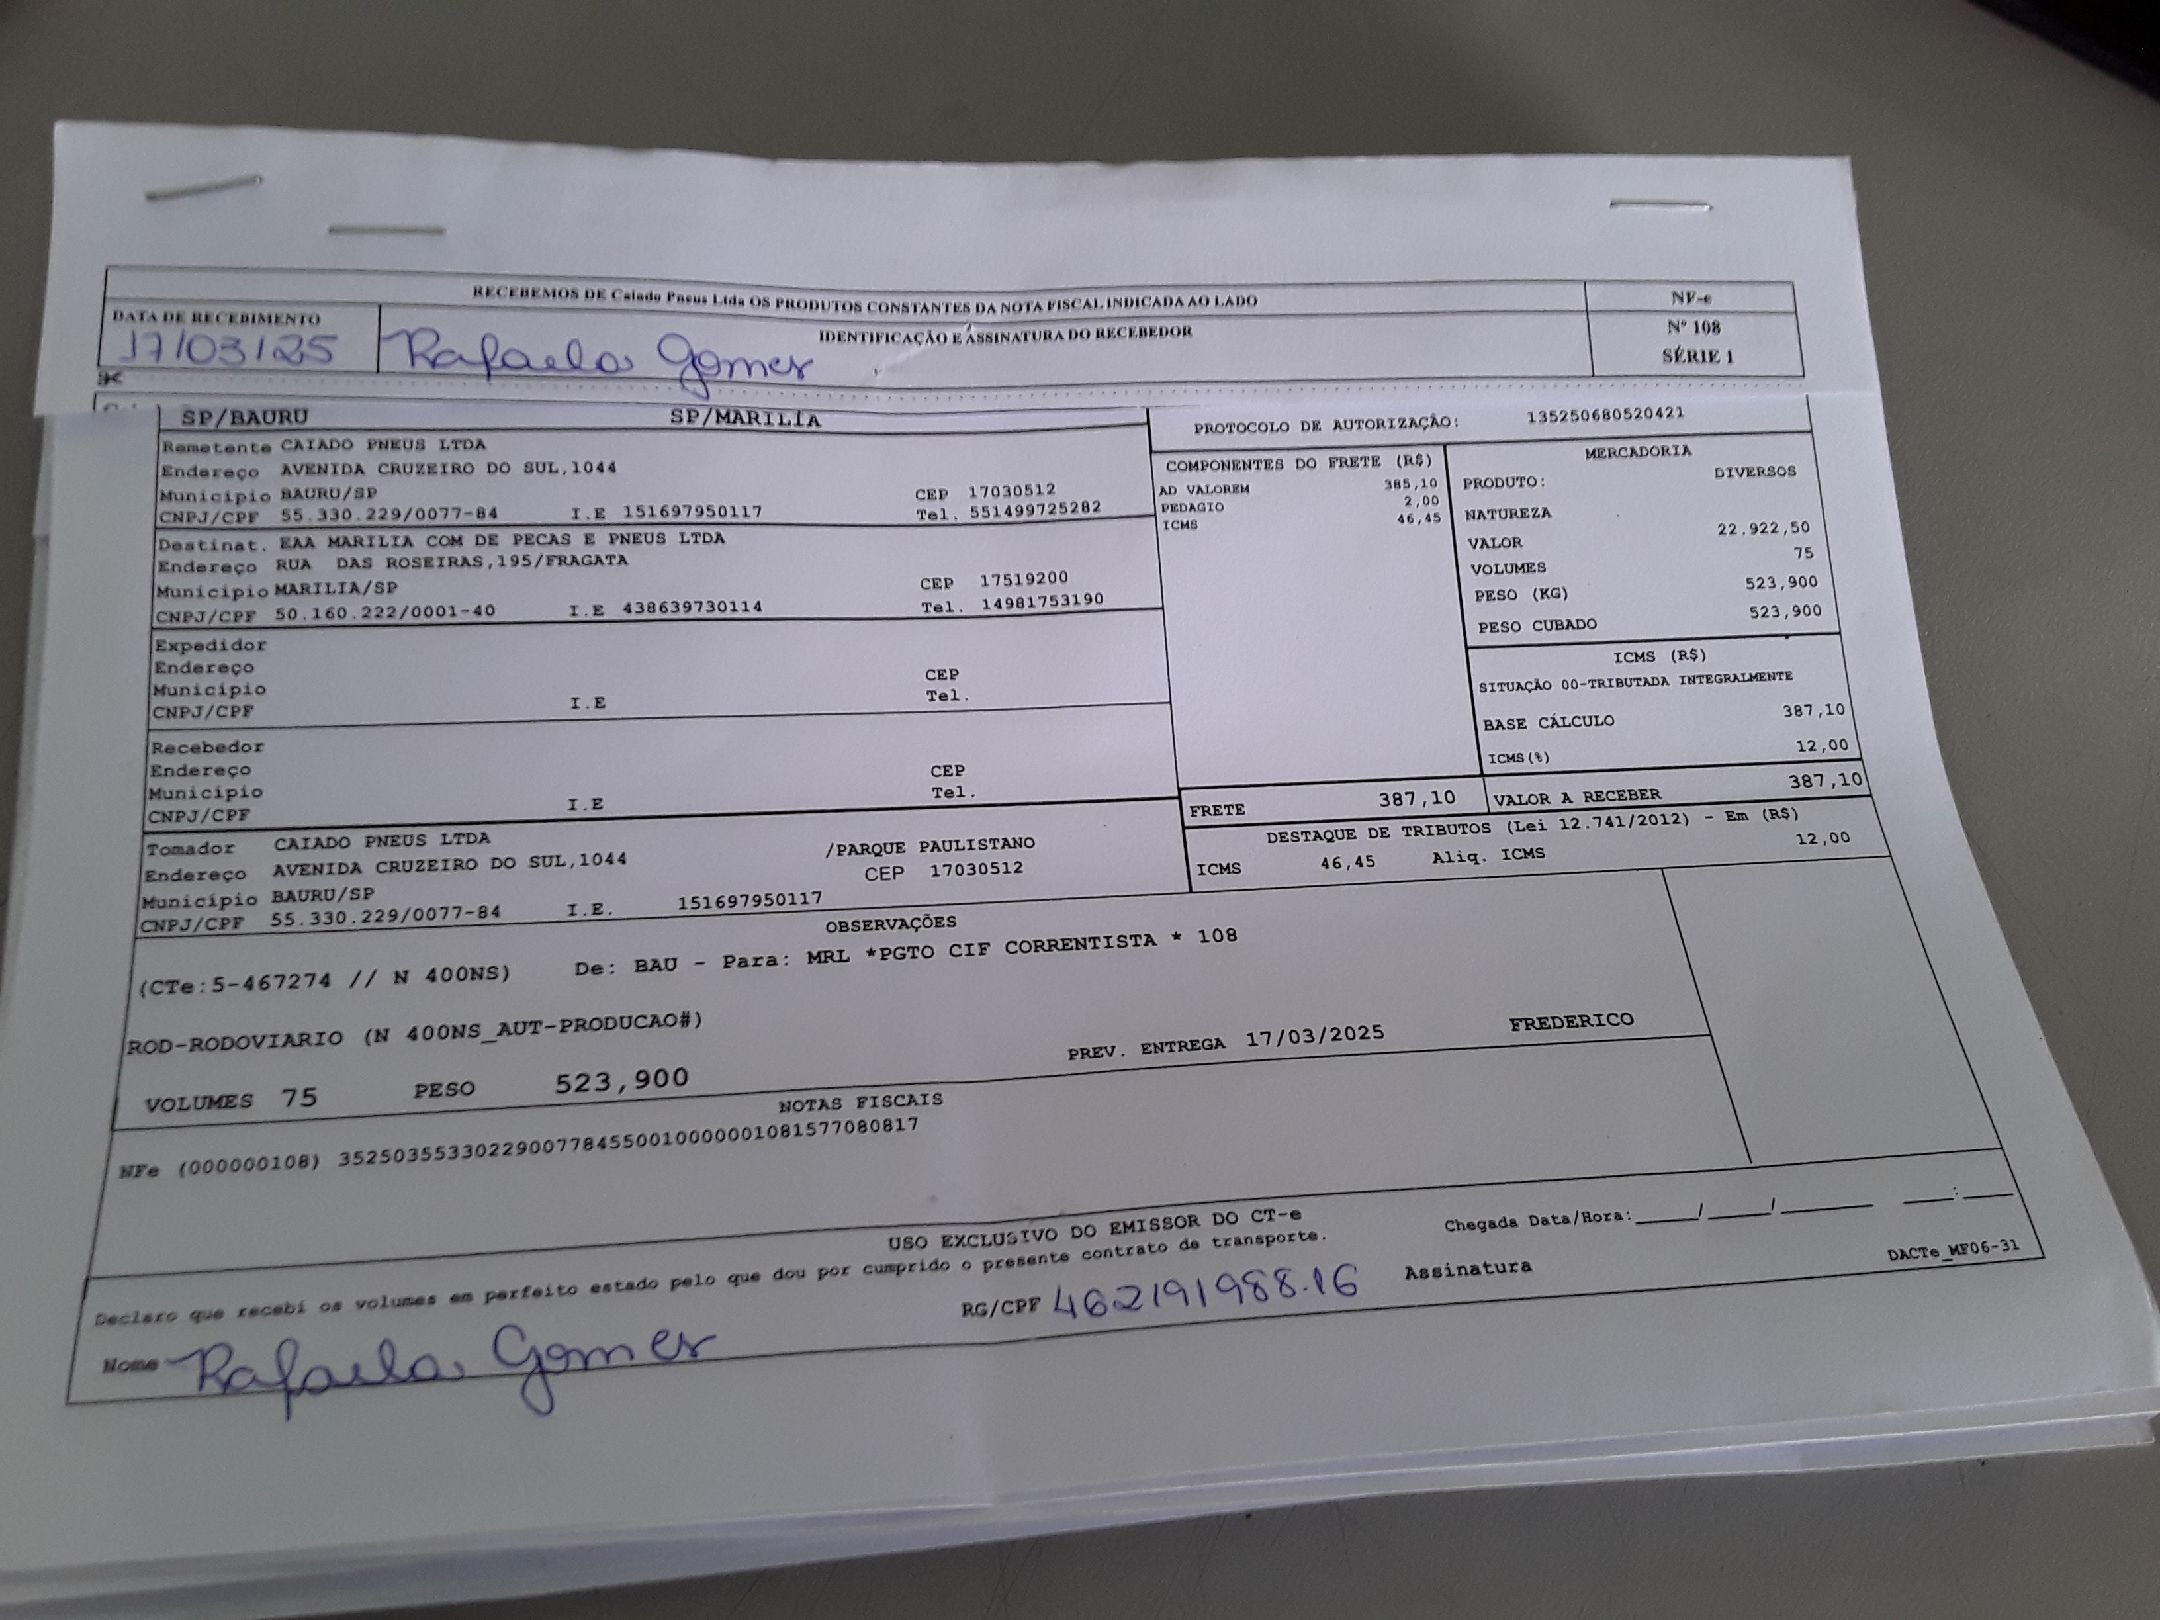 RECEBEMOS DE Caiado Pneus Ltda OS PRODUTOS CONSTANTES DA NOTA FISCAL INDICADA AO LADO
NF-e
Nº 108
SÉRIE 1
DATA DE RECEBIMENTO
17/03/25
IDENTIFICAÇÃO E ASSINATURA DO RECEBEDOR
Rafaela Gomes
SP/BAURU SP/MARILIA
Remetente CAIADO PNEUS LTDA
Endereço AVENIDA CRUZEIRO DO SUL,1044
Município BAURU/SP CEP 17030512
CNPJ/CPF 55.330.229/0077-84 I.E 151697950117 Tel. 551499725282
Destinat. EAA MARILIA COM DE PECAS E PNEUS LTDA
Endereço RUA DAS ROSEIRAS,195/FRAGATA
Município MARILIA/SP CEP 17519200
CNPJ/CPF 50.160.222/0001-40 I.E 438639730114 Tel. 14981753190
Expedidor
Endereço
Município CEP
CNPJ/CPF I.E Tel.
Recebedor
Endereço
Município CEP
CNPJ/CPF I.E Tel.
Tomador CAIADO PNEUS LTDA
Endereço AVENIDA CRUZEIRO DO SUL,1044 /PARQUE PAULISTANO
Município BAURU/SP CEP 17030512
CNPJ/CPF 55.330.229/0077-84 I.E. 151697950117
PROTOCOLO DE AUTORIZAÇÃO: 135250680520421
COMPONENTES DO FRETE (R$)
AD VALOREM 385,10
PEDAGIO 2,00
ICMS 46,45
MERCADORIA
PRODUTO: DIVERSOS
NATUREZA
VALOR 22.922,50
VOLUMES 75
PESO (KG) 523,900
PESO CUBADO 523,900
ICMS (R$)
SITUAÇÃO 00-TRIBUTADA INTEGRALMENTE
BASE CÁLCULO 387,10
ICMS(%) 12,00
FRETE 387,10 VALOR A RECEBER 387,10
DESTAQUE DE TRIBUTOS (Lei 12.741/2012) - Em (R$)
ICMS 46,45 Aliq. ICMS 12,00
OBSERVAÇÕES
(CTe:5-467274 // N 400NS) De: BAU - Para: MRL *PGTO CIF CORRENTISTA * 108
ROD-RODOVIARIO (N 400NS_AUT-PRODUCAO#)
VOLUMES 75 PESO 523,900 PREV. ENTREGA 17/03/2025 FREDERICO
NOTAS FISCAIS
NFe (000000108) 35250355330229007784550010000001081577080817
USO EXCLUSIVO DO EMISSOR DO CT-e
Declaro que recebi os volumes em perfeito estado pelo que dou por cumprido o presente contrato de transporte.
Chegada Data/Hora:_____/_____/_______ ____:____
Nome Rafaela Gomes RG/CPF 462191988.16 Assinatura
DACTe_MF06-31